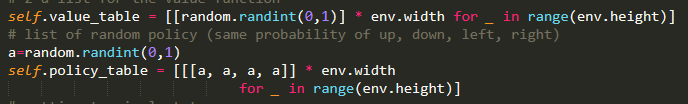 # 2-d list for the value function
self.value_table = [[random.randint(0,1)] * env.width for _ in range(env.height)]
# list of random policy (same probability of up, down, left, right)
a=random.randint(0,1)
self.policy_table = [[[a, a, a, a]] * env.width
for _ in range(env.height)]